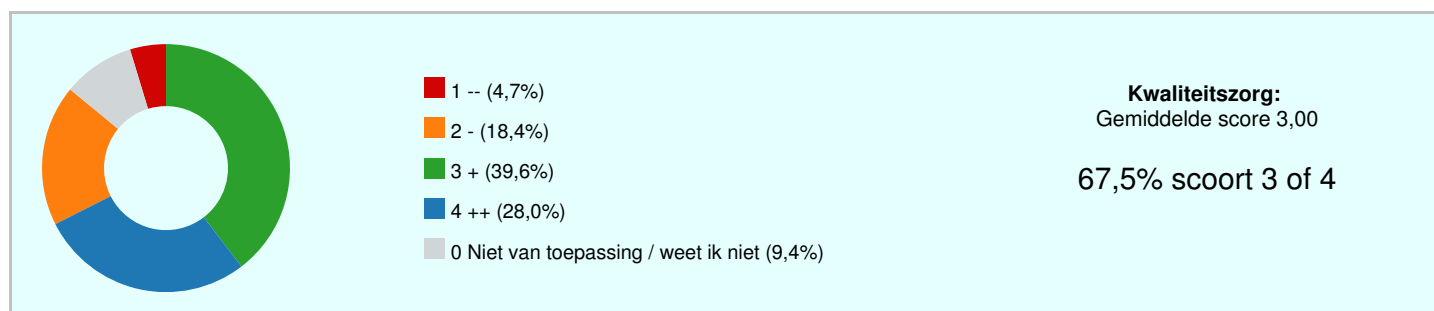 1 -- (4,7%)
2 - (18,4%)
3 + (39,6%)
4 ++ (28,0%)
0 Niet van toepassing / weet ik niet (9,4%)
Kwaliteitszorg:
Gemiddelde score 3,00
67,5% scoort 3 of 4